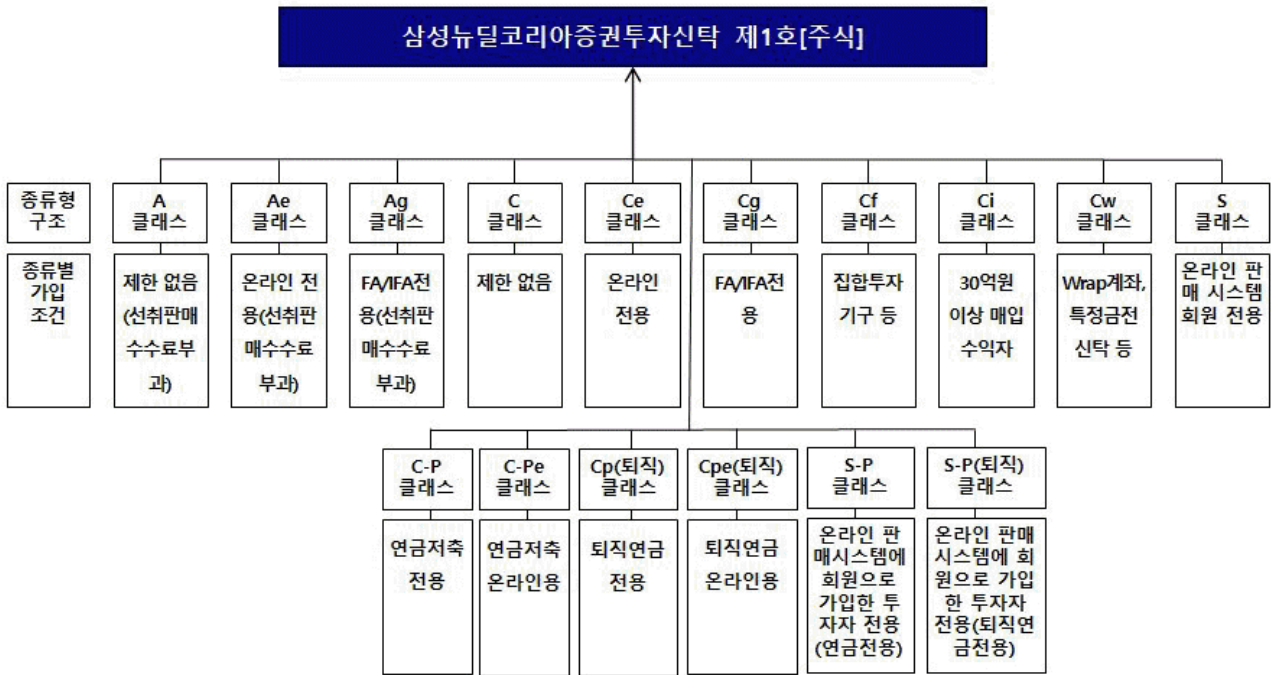 삼성뉴딜코리아증권투자신탁 제1호[주식]
종류형
구조
A
클래스
Ae
클래스
Ag
클래스
C
클래스
Ce
클래스
Cg
클래스
Cf
클래스
Ci
클래스
Cw
클래스
S
클래스
종류별
가입
조건
제한 없음
(선취판매
수수료부
과)
온라인 전
용(선취판
매수수료
부과)
FA/IFA전
용(선취판
매수수료
부과)
제한 없음
온라인
전용
FA/IFA전
용
집합투자
기구 등
30억원
이상 매입
수익자
Wrap계좌,
특정금전
신탁 등
온라인 판
매 시스템
회원 전용
C-P
클래스
C-Pe
클래스
Cp(퇴직)
클래스
Cpe(퇴직)
클래스
S-P
클래스
S-P(퇴직)
클래스
연금저축
전용
연금저축
온라인용
퇴직연금
전용
퇴직연금
온라인용
온라인 판
매시스템에
회원으로
가입한 투
자자 전용
(연금전용)
온라인 판매
시스템에 회
원으로 가입
한 투자자
전용(퇴직연
금전용)